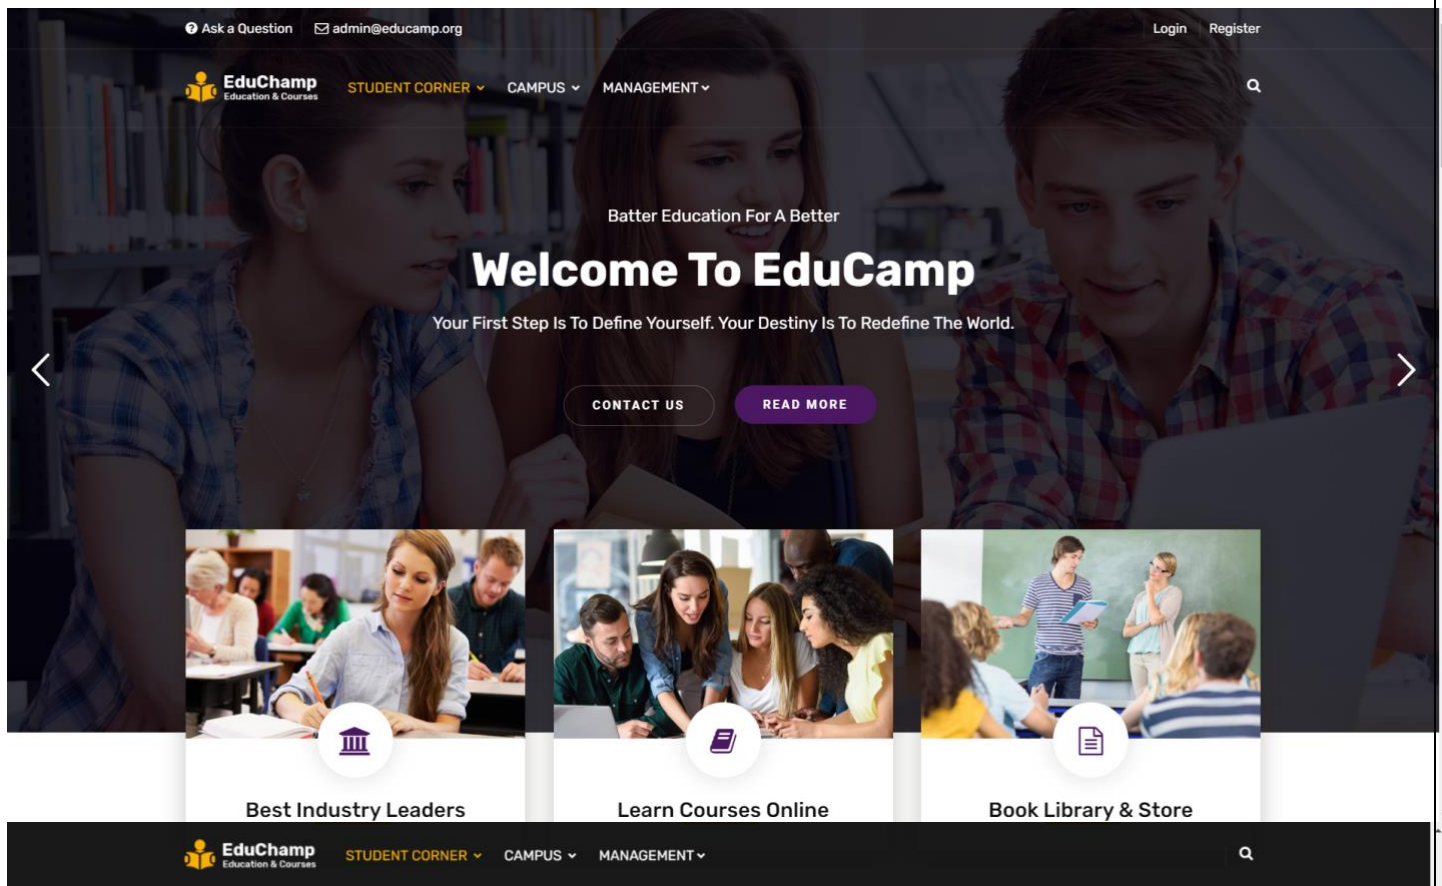 Ask a Question admin@educamp.org Login Register
EduChamp
Education & Courses
STUDENT CORNER CAMPUS MANAGEMENT
Batter Education For A Better
Welcome To EduCamp
Your First Step Is To Define Yourself. Your Destiny Is To Redefine The World.
CONTACT US READ MORE
Best Industry Leaders Learn Courses Online Book Library & Store
EduChamp
Education & Courses
STUDENT CORNER CAMPUS MANAGEMENT